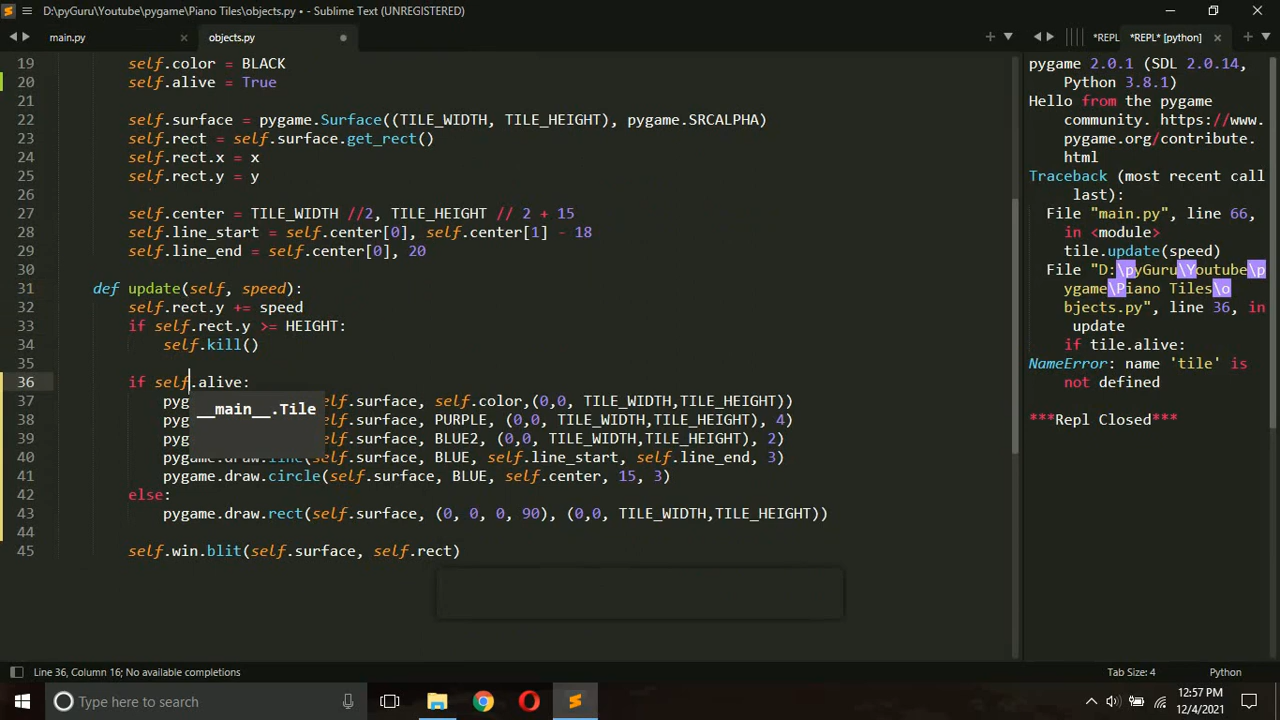 D:\pyGuru\Youtube\pygame\Piano Tiles\objects.py • - Sublime Text (UNREGISTERED)
main.py
objects.py
*REPL
*REPL* [python]
19 self.color = BLACK
20 self.alive = True
21
22 self.surface = pygame.Surface((TILE_WIDTH, TILE_HEIGHT), pygame.SRCALPHA)
23 self.rect = self.surface.get_rect()
24 self.rect.x = x
25 self.rect.y = y
26
27 self.center = TILE_WIDTH //2, TILE_HEIGHT // 2 + 15
28 self.line_start = self.center[0], self.center[1] - 18
29 self.line_end = self.center[0], 20
30
31 def update(self, speed):
32 self.rect.y += speed
33 if self.rect.y >= HEIGHT:
34 self.kill()
35
36 if self.alive:
__main__.Tile
37 pyg self.surface, self.color,(0,0, TILE_WIDTH,TILE_HEIGHT))
38 pyg self.surface, PURPLE, (0,0, TILE_WIDTH,TILE_HEIGHT), 4)
39 pyg self.surface, BLUE2, (0,0, TILE_WIDTH,TILE_HEIGHT), 2)
40 pygame.draw.line(self.surface, BLUE, self.line_start, self.line_end, 3)
41 pygame.draw.circle(self.surface, BLUE, self.center, 15, 3)
42 else:
43 pygame.draw.rect(self.surface, (0, 0, 0, 90), (0,0, TILE_WIDTH,TILE_HEIGHT))
44
45 self.win.blit(self.surface, self.rect)
pygame 2.0.1 (SDL 2.0.14,
Python 3.8.1)
Hello from the pygame
community. https://www.
pygame.org/contribute.
html
Traceback (most recent call
last):
File "main.py", line 66,
in <module>
tile.update(speed)
File "D:\pyGuru\Youtube\p
ygame\Piano Tiles\o
bjects.py", line 36, in
update
if tile.alive:
NameError: name 'tile' is
not defined
***Repl Closed***
Line 36, Column 16; No available completions
Tab Size: 4
Python
Type here to search
12:57 PM
12/4/2021